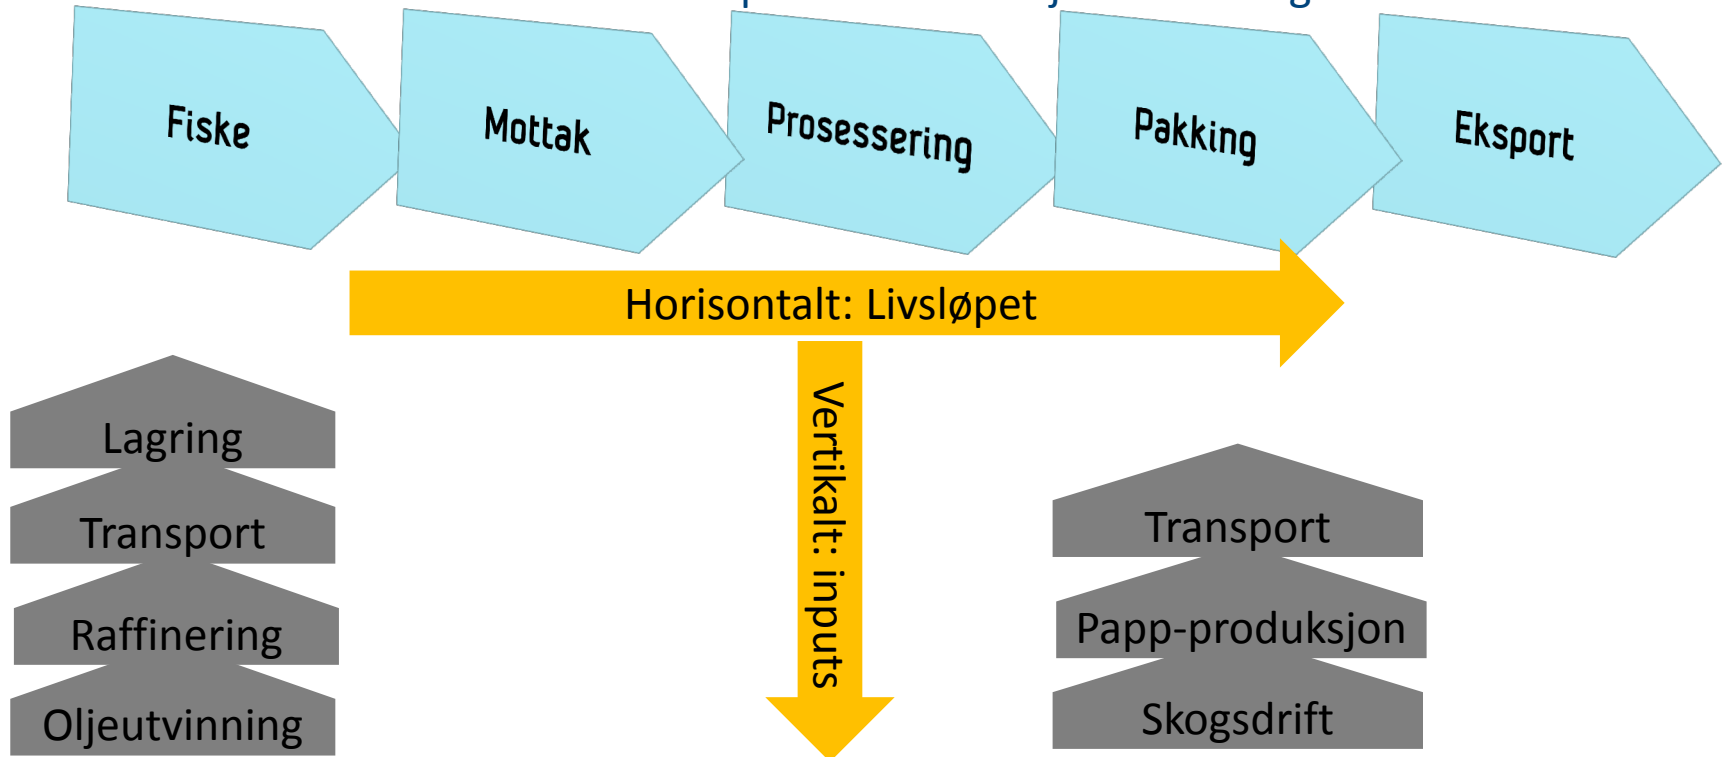 Fiske
Mottak
Prosessering
Pakking
Eksport
Horisontalt: Livsløpet
Vertikalt: inputs
Lagring
Transport
Raffinering
Oljeutvinning
Transport
Papp-produksjon
Skogsdrift